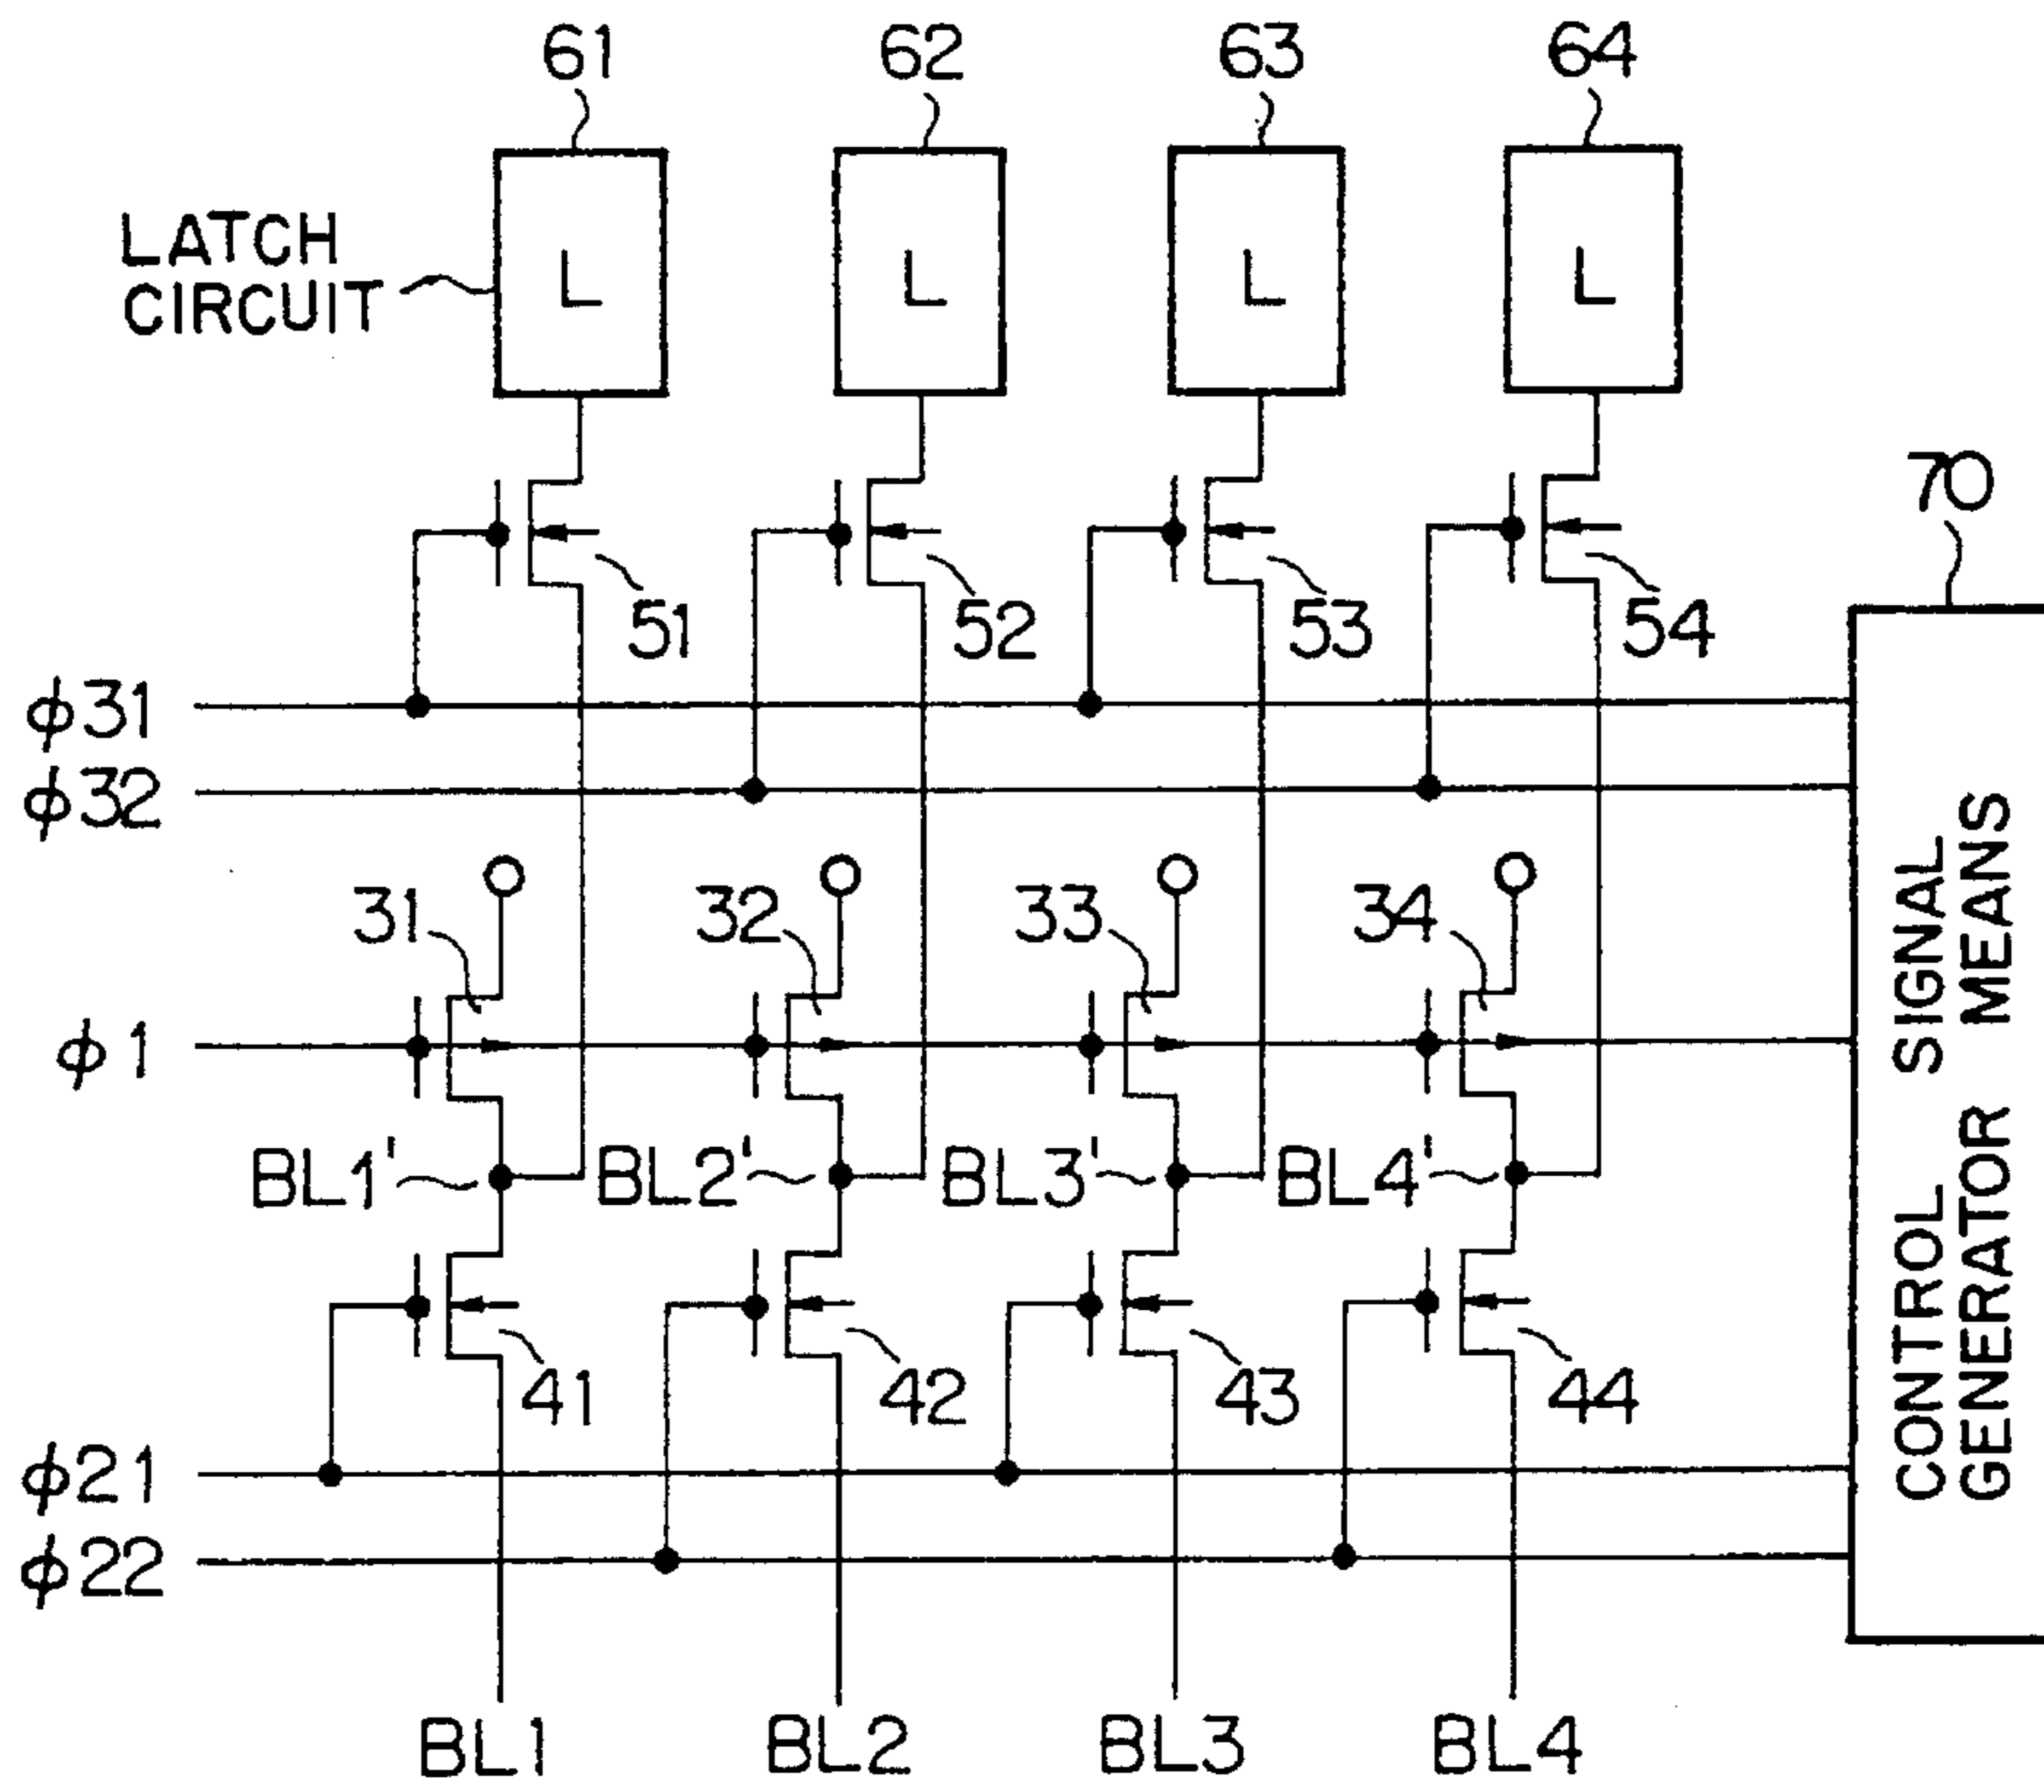 61 62 63 64
LATCH
CIRCUIT
L L L L
70
51 52 53 54
ϕ31
ϕ32
31 32 33 34
ϕ1
BL1' BL2' BL3' BL4'
41 42 43 44
ϕ21
ϕ22
BL1 BL2 BL3 BL4
CONTROL SIGNAL
GENERATOR MEANS